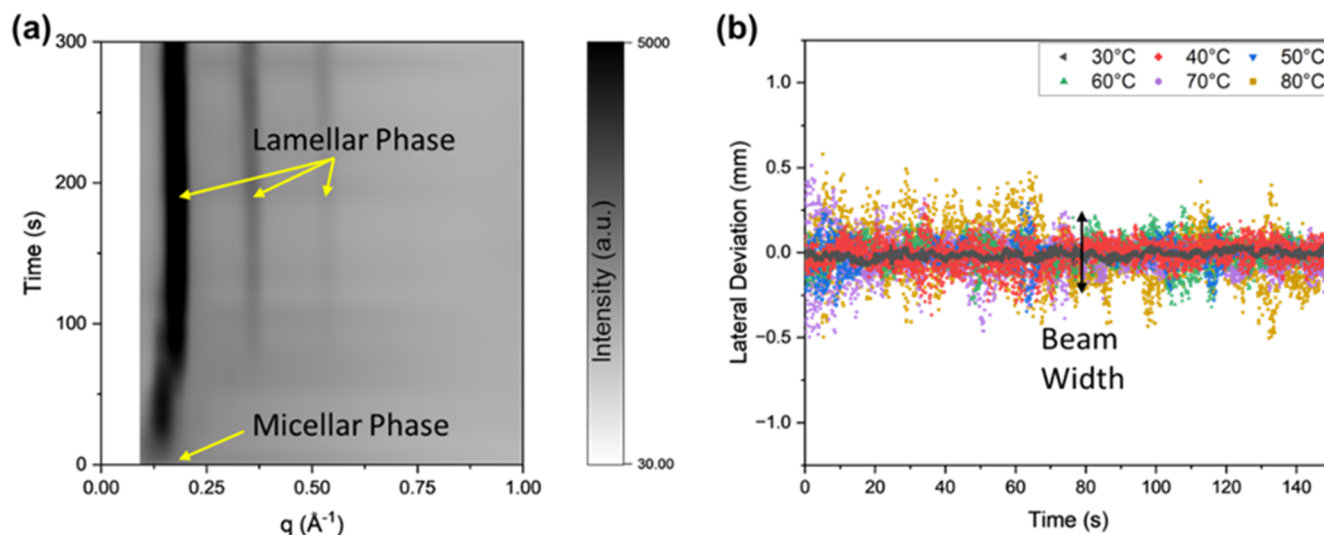 (a)
300
200
100
0
Time (s)
0.00 0.25 0.50 0.75 1.00
q (Å⁻¹)
Lamellar Phase
Micellar Phase
5000
Intensity (a.u.)
30.00
(b)
30°C 40°C 50°C
60°C 70°C 80°C
1.0
0.5
0.0
−0.5
−1.0
Lateral Deviation (mm)
Beam
Width
0 20 40 60 80 100 120 140
Time (s)